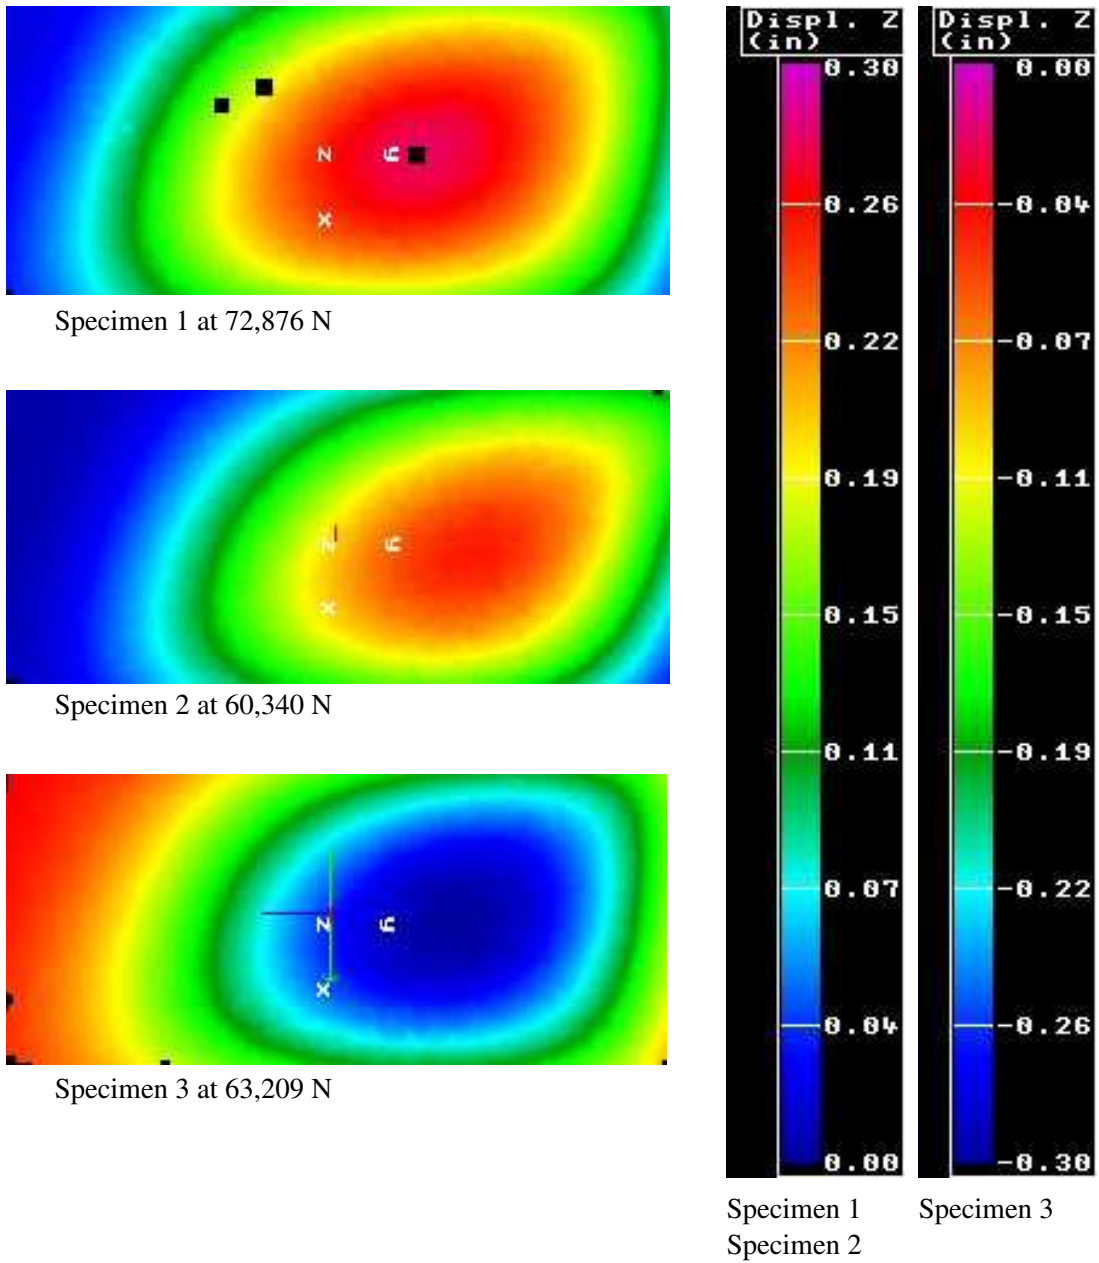 Displ. Z
(in)
0.30
0.26
0.22
0.19
0.15
0.11
0.07
0.04
0.00
Specimen 1
Specimen 2
Displ. Z
(in)
0.00
-0.04
-0.07
-0.11
-0.15
-0.19
-0.22
-0.26
-0.30
Specimen 3
z y
x
Specimen 1 at 72,876 N
z y
x
Specimen 2 at 60,340 N
z y
x
Specimen 3 at 63,209 N